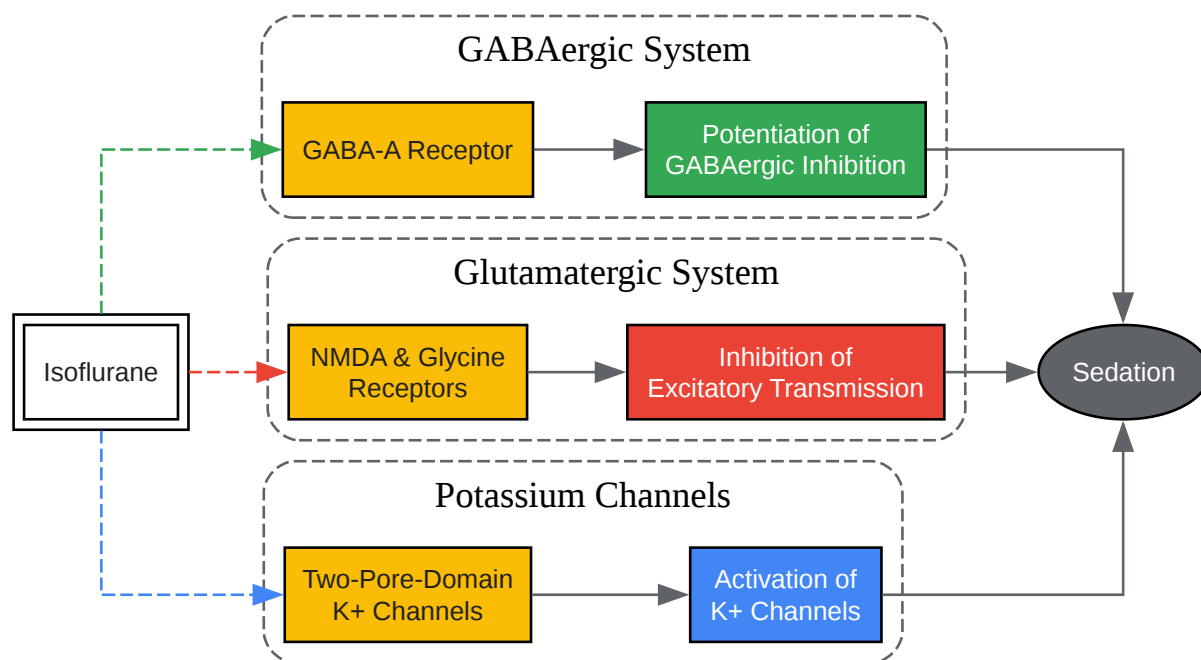 GABAergic System
GABA-A Receptor
Potentiation of
GABAergic Inhibition
Glutamatergic System
Isoflurane
NMDA & Glycine
Receptors
Inhibition of
Excitatory Transmission
Sedation
Potassium Channels
Two-Pore-Domain
K+ Channels
Activation of
K+ Channels